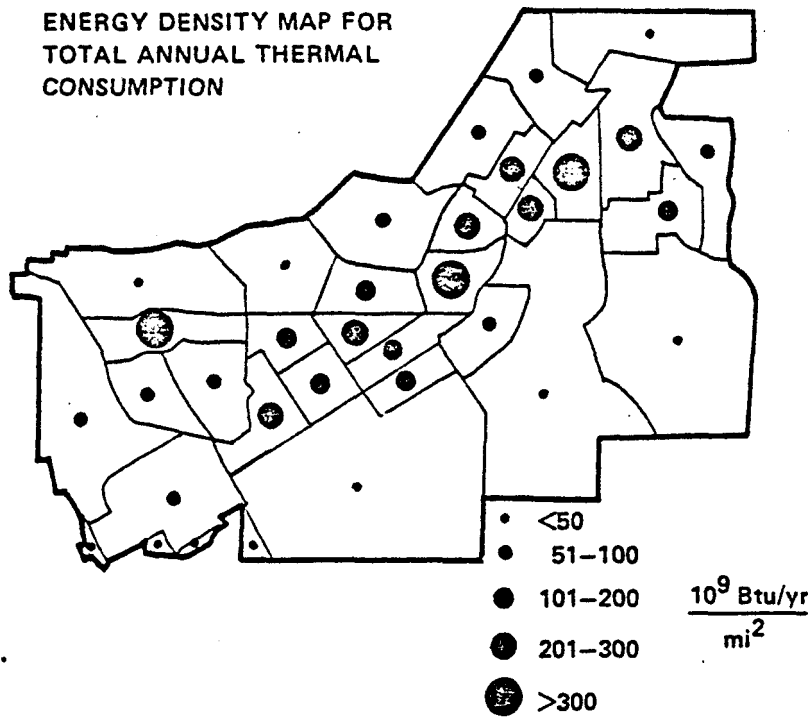 ENERGY DENSITY MAP FOR
TOTAL ANNUAL THERMAL
CONSUMPTION
<50
51–100
101–200
201–300
>300
10⁹ Btu/yr
mi²